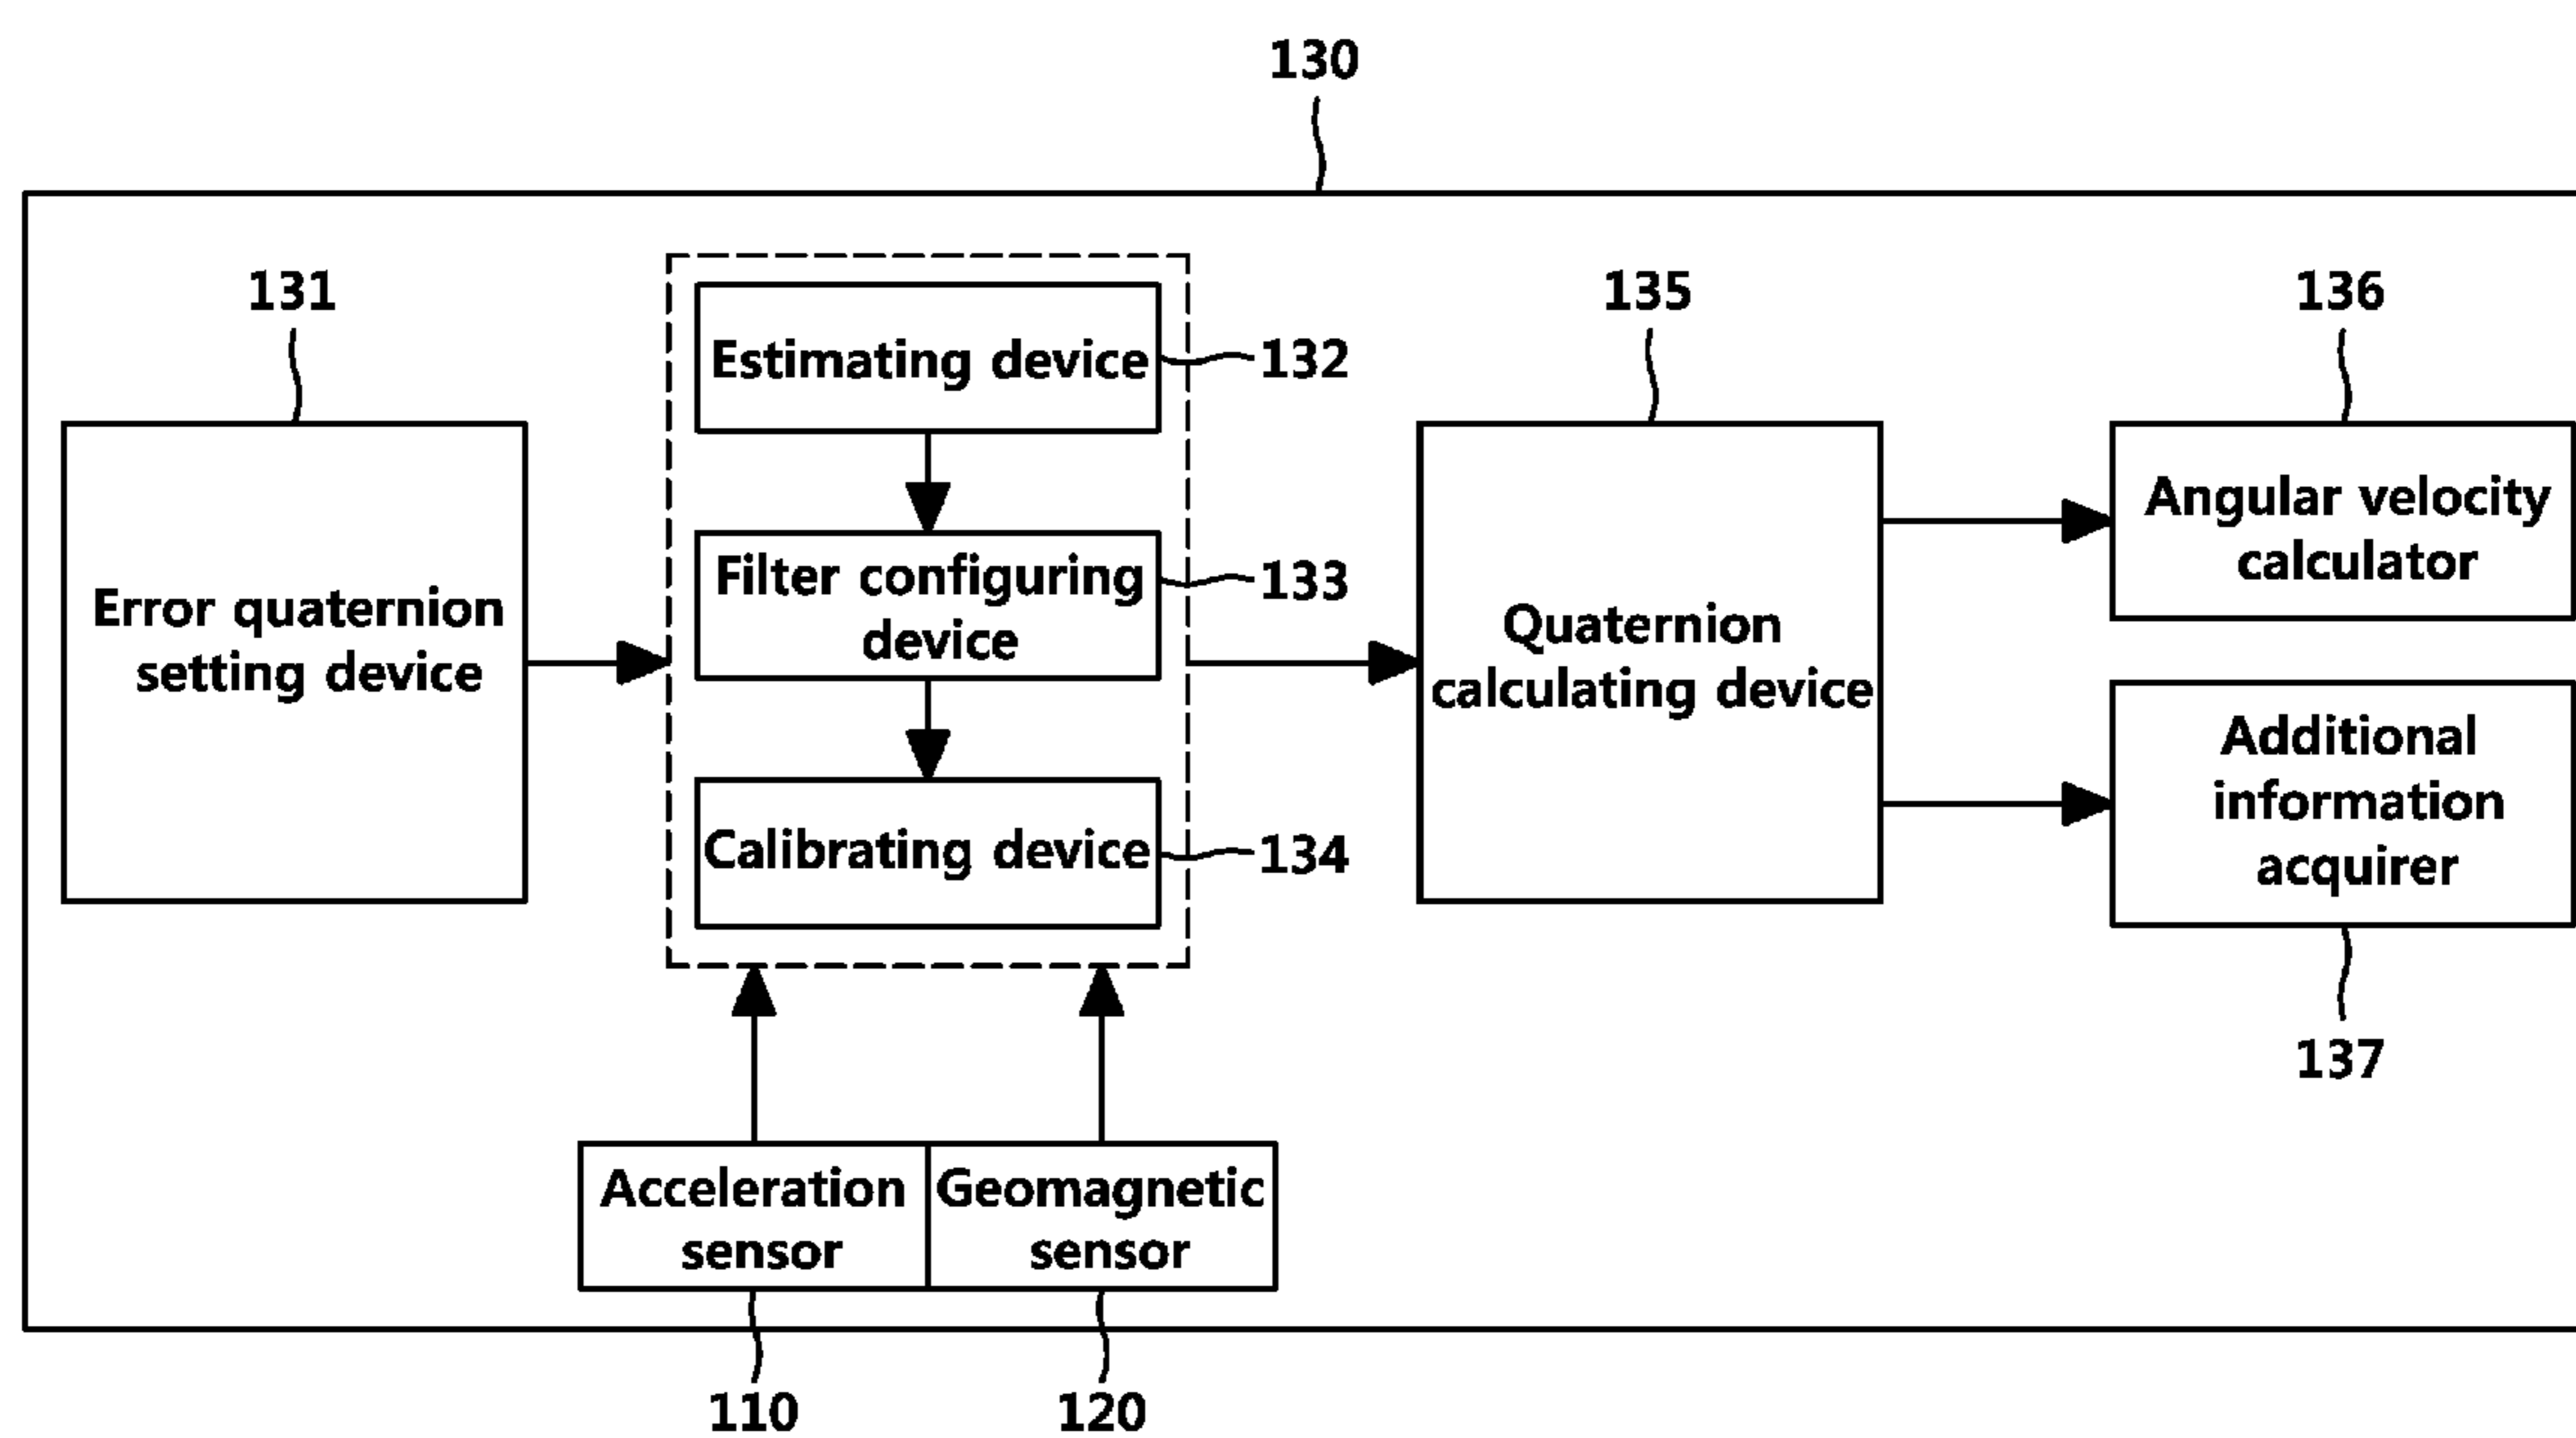 130
131
Error quaternion
setting device
Estimating device
132
Filter configuring
device
133
Calibrating device
134
135
Quaternion
calculating device
136
Angular velocity
calculator
Additional
information
acquirer
137
Acceleration
sensor
Geomagnetic
sensor
110
120